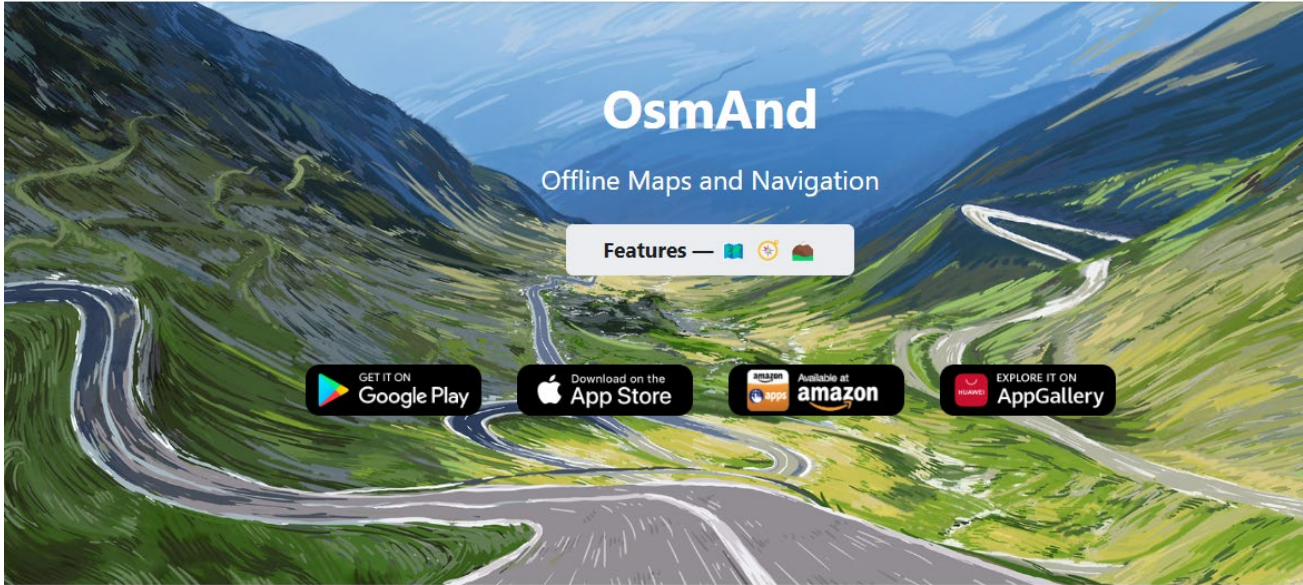 OsmAnd
Offline Maps and Navigation
Features — 🗺️ 🧭 ⛰️
GET IT ON
Google Play
Download on the
App Store
amazon
apps
Available at
amazon
HUAWEI
EXPLORE IT ON
AppGallery